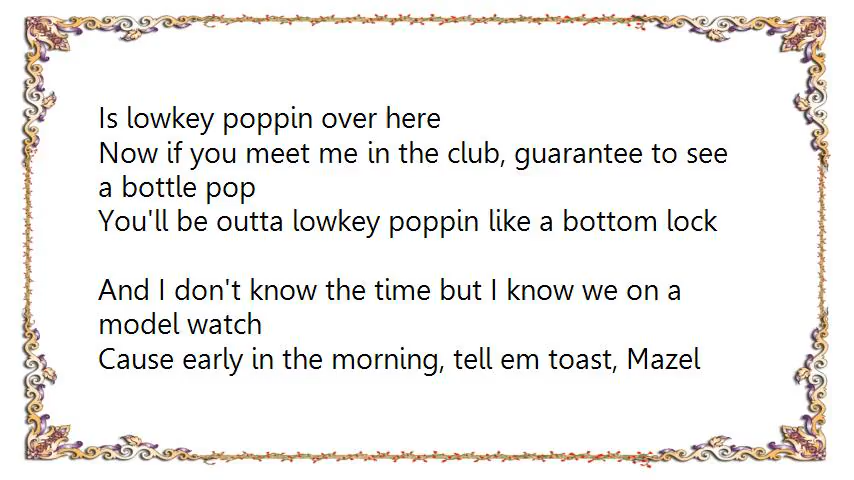 Is lowkey poppin over here
Now if you meet me in the club, guarantee to see
a bottle pop
You'll be outta lowkey poppin like a bottom lock
And I don't know the time but I know we on a
model watch
Cause early in the morning, tell em toast, Mazel